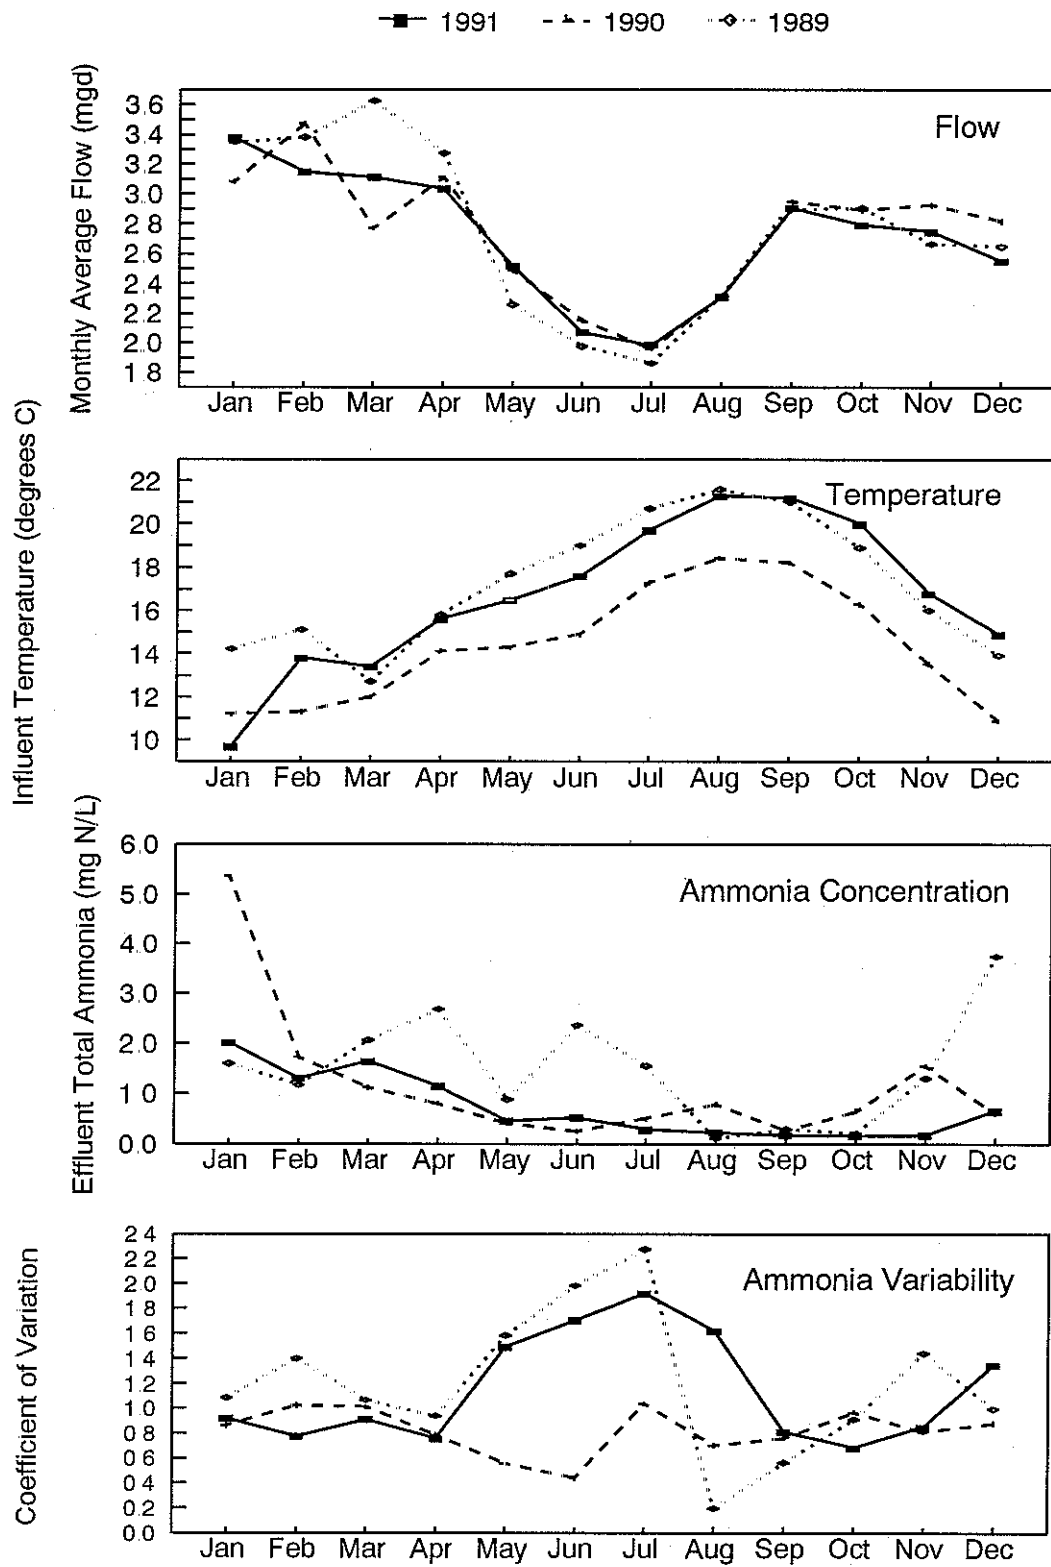 1991 1990 1989
Monthly Average Flow (mgd)
Flow
3.6
3.4
3.2
3.0
2.8
2.6
2.4
2.2
2.0
1.8
Jan Feb Mar Apr May Jun Jul Aug Sep Oct Nov Dec
Influent Temperature (degrees C)
Temperature
22
20
18
16
14
12
10
Jan Feb Mar Apr May Jun Jul Aug Sep Oct Nov Dec
Effluent Total Ammonia (mg N/L)
Ammonia Concentration
6.0
5.0
4.0
3.0
2.0
1.0
0.0
Jan Feb Mar Apr May Jun Jul Aug Sep Oct Nov Dec
Coefficient of Variation
Ammonia Variability
2.4
2.2
2.0
1.8
1.6
1.4
1.2
1.0
0.8
0.6
0.4
0.2
0.0
Jan Feb Mar Apr May Jun Jul Aug Sep Oct Nov Dec